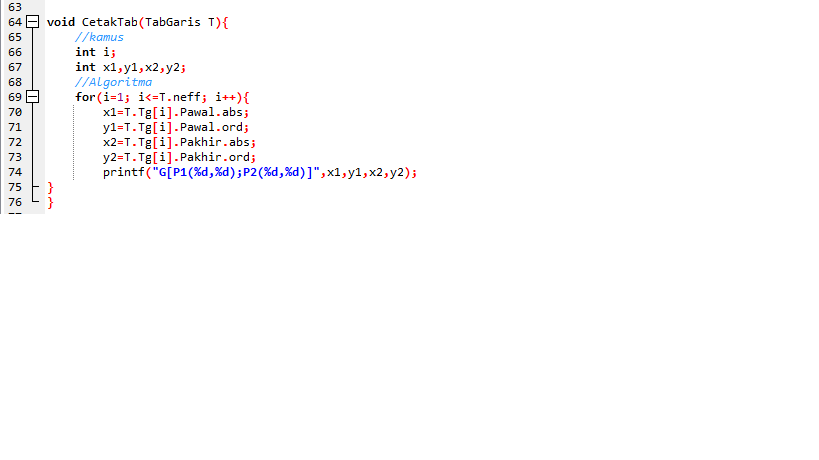 63
64 void CetakTab(TabGaris T){
65 //kamus
66 int i;
67 int x1,y1,x2,y2;
68 //Algoritma
69 for(i=1; i<=T.neff; i++){
70 x1=T.Tg[i].Pawal.abs;
71 y1=T.Tg[i].Pawal.ord;
72 x2=T.Tg[i].Pakhir.abs;
73 y2=T.Tg[i].Pakhir.ord;
74 printf("G[P1(%d,%d);P2(%d,%d)]",x1,y1,x2,y2);
75 }
76 }